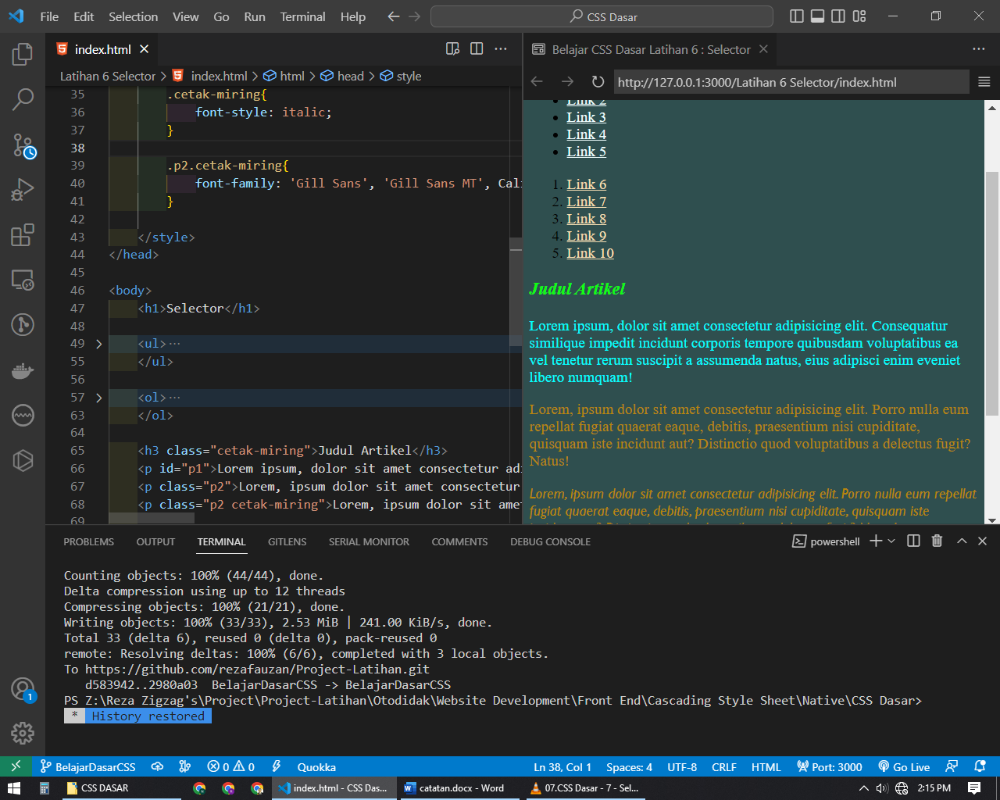 File Edit Selection View Go Run Terminal Help
CSS Dasar
index.html
Latihan 6 Selector > index.html > html > head > style
35 .cetak-miring{
36 font-style: italic;
37 }
38
39 .p2.cetak-miring{
40 font-family: 'Gill Sans', 'Gill Sans MT', Cali
41 }
42
43 </style>
44 </head>
45
46 <body>
47 <h1>Selector</h1>
48
49 <ul>···
55 </ul>
56
57 <ol>···
63 </ol>
64
65 <h3 class="cetak-miring">Judul Artikel</h3>
66 <p id="p1">Lorem ipsum, dolor sit amet consectetur adi
67 <p class="p2">Lorem, ipsum dolor sit amet consectetur
68 <p class="p2 cetak-miring">Lorem, ipsum dolor sit amet
69
Belajar CSS Dasar Latihan 6 : Selector
http://127.0.0.1:3000/Latihan 6 Selector/index.html
• Link 2
• Link 3
• Link 4
• Link 5
1. Link 6
2. Link 7
3. Link 8
4. Link 9
5. Link 10
Judul Artikel
Lorem ipsum, dolor sit amet consectetur adipisicing elit. Consequatur
similique impedit incidunt corporis tempore quibusdam voluptatibus ea
vel tenetur rerum suscipit a assumenda natus, eius adipisci enim eveniet
libero numquam!
Lorem, ipsum dolor sit amet consectetur adipisicing elit. Porro nulla eum
repellat fugiat quaerat eaque, debitis, praesentium nisi cupiditate,
quisquam iste incidunt aut? Distinctio quod voluptatibus a delectus fugit?
Natus!
Lorem, ipsum dolor sit amet consectetur adipisicing elit. Porro nulla eum repellat
fugiat quaerat eaque, debitis, praesentium nisi cupiditate, quisquam iste
PROBLEMS OUTPUT TERMINAL GITLENS SERIAL MONITOR COMMENTS DEBUG CONSOLE
powershell
Counting objects: 100% (44/44), done.
Delta compression using up to 12 threads
Compressing objects: 100% (21/21), done.
Writing objects: 100% (33/33), 2.53 MiB | 241.00 KiB/s, done.
Total 33 (delta 6), reused 0 (delta 0), pack-reused 0
remote: Resolving deltas: 100% (6/6), completed with 3 local objects.
To https://github.com/rezafauzan/Project-Latihan.git
d583942..2980a03 BelajarDasarCSS -> BelajarDasarCSS
PS Z:\Reza Zigzag's\Project\Project-Latihan\Otodidak\Website Development\Front End\Cascading Style Sheet\Native\CSS Dasar>
* History restored
1
BelajarDasarCSS 0 0 Quokka Ln 38, Col 1 Spaces: 4 UTF-8 CRLF HTML Port: 3000 Go Live
CSS DASAR index.html - CSS Das... catatan.docx - Word 07.CSS Dasar - 7 - Sel... 2:15 PM